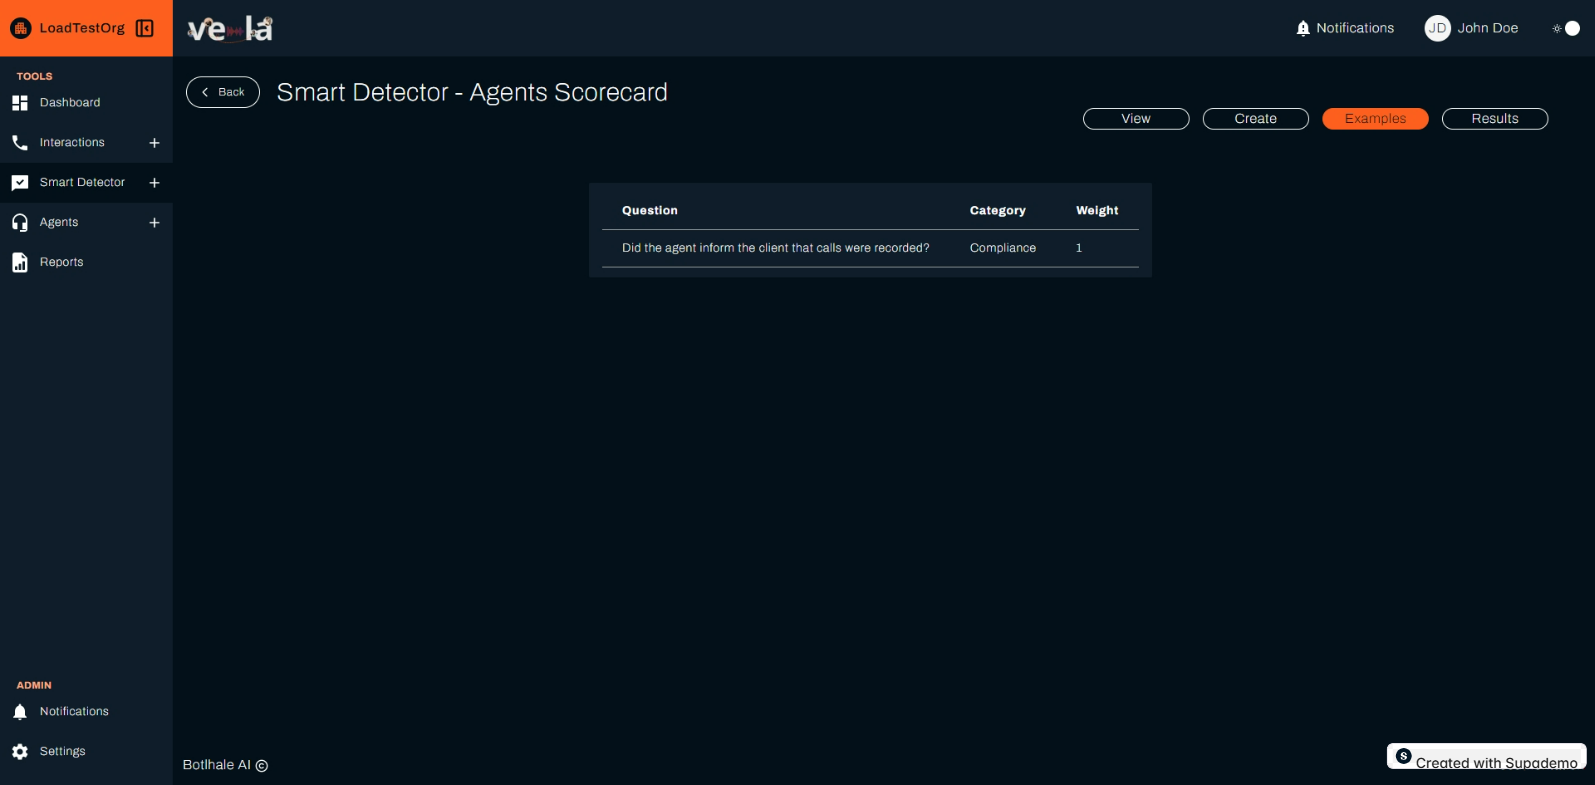 LoadTestOrg
vela
Notifications
JD John Doe
TOOLS
Dashboard
Interactions
Smart Detector
Agents
Reports
Back
Smart Detector - Agents Scorecard
View Create Examples Results
Question Category Weight
Did the agent inform the client that calls were recorded? Compliance 1
ADMIN
Notifications
Settings
Botlhale AI ©
S Created with Supademo